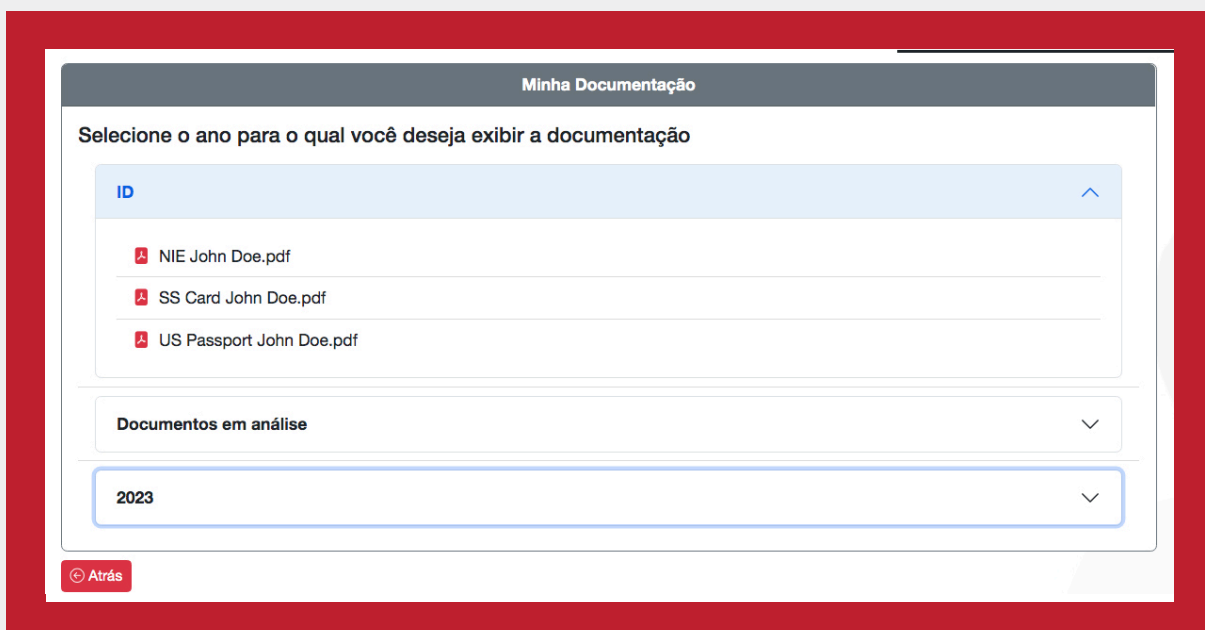 Minha Documentação
Selecione o ano para o qual você deseja exibir a documentação
ID
NIE John Doe.pdf
SS Card John Doe.pdf
US Passport John Doe.pdf
Documentos em análise
2023
Atrás